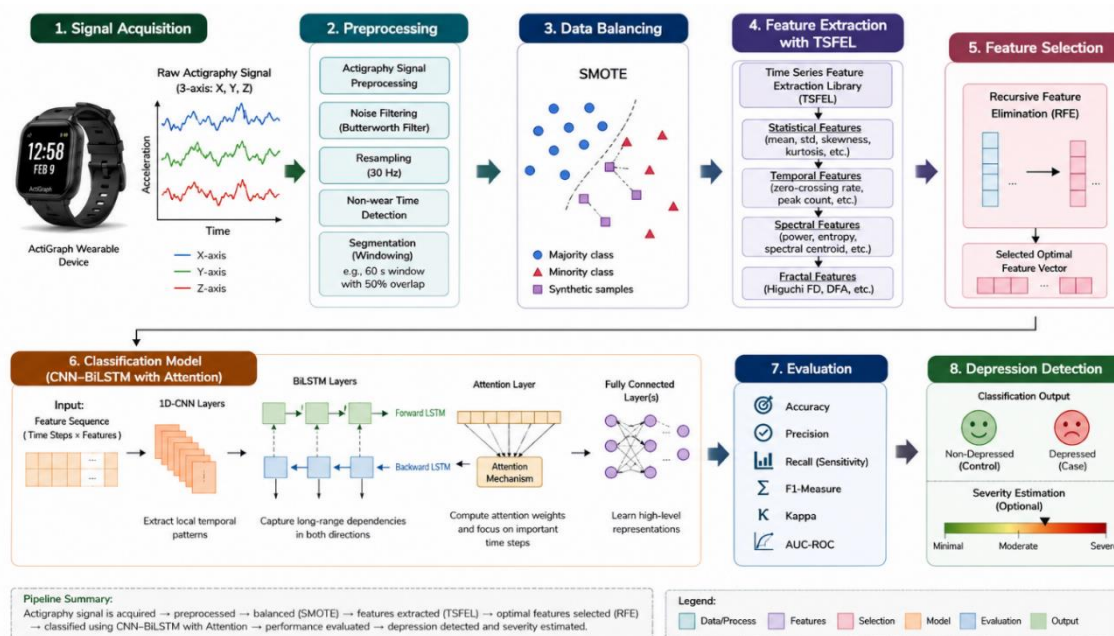 1. Signal Acquisition
Raw Actigraphy Signal
(3-axis: X, Y, Z)
12:58
FEB 9
ActiGraph
Acceleration
Time
ActiGraph Wearable
Device
X-axis
Y-axis
Z-axis
2. Preprocessing
Actigraphy Signal
Preprocessing
Noise Filtering
(Butterworth Filter)
Resampling
(30 Hz)
Non-wear Time
Detection
Segmentation
(Windowing)
e.g., 60 s window
with 50% overlap
3. Data Balancing
SMOTE
Majority class
Minority class
Synthetic samples
4. Feature Extraction
with TSFEL
Time Series Feature
Extraction Library
(TSFEL)
Statistical Features
(mean, std, skewness,
kurtosis, etc.)
Temporal Features
(zero-crossing rate,
peak count, etc.)
Spectral Features
(power, entropy,
spectral centroid, etc.)
Fractal Features
(Higuchi FD, DFA, etc.)
5. Feature Selection
Recursive Feature
Elimination (RFE)
...
...
Selected Optimal
Feature Vector
...
6. Classification Model
(CNN–BiLSTM with Attention)
Input:
Feature Sequence
(Time Steps × Features)
...
...
1D-CNN Layers
...
Extract local temporal
patterns
BiLSTM Layers
Forward LSTM
Backward LSTM
Capture long-range dependencies
in both directions
Attention Layer
Attention
Mechanism
Compute attention weights
and focus on important
time steps
Fully Connected
Layer(s)
...
Learn high-level
representations
7. Evaluation
Accuracy
Precision
Recall (Sensitivity)
Σ F1-Measure
K Kappa
AUC-ROC
8. Depression Detection
Classification Output
Non-Depressed
(Control)
Depressed
(Case)
Severity Estimation
(Optional)
Minimal Moderate Severe
Pipeline Summary:
Actigraphy signal is acquired → preprocessed → balanced (SMOTE) → features extracted (TSFEL) → optimal features selected (RFE)
→ classified using CNN–BiLSTM with Attention → performance evaluated → depression detected and severity estimated.
Legend:
Data/Process Features Selection Model Evaluation Output